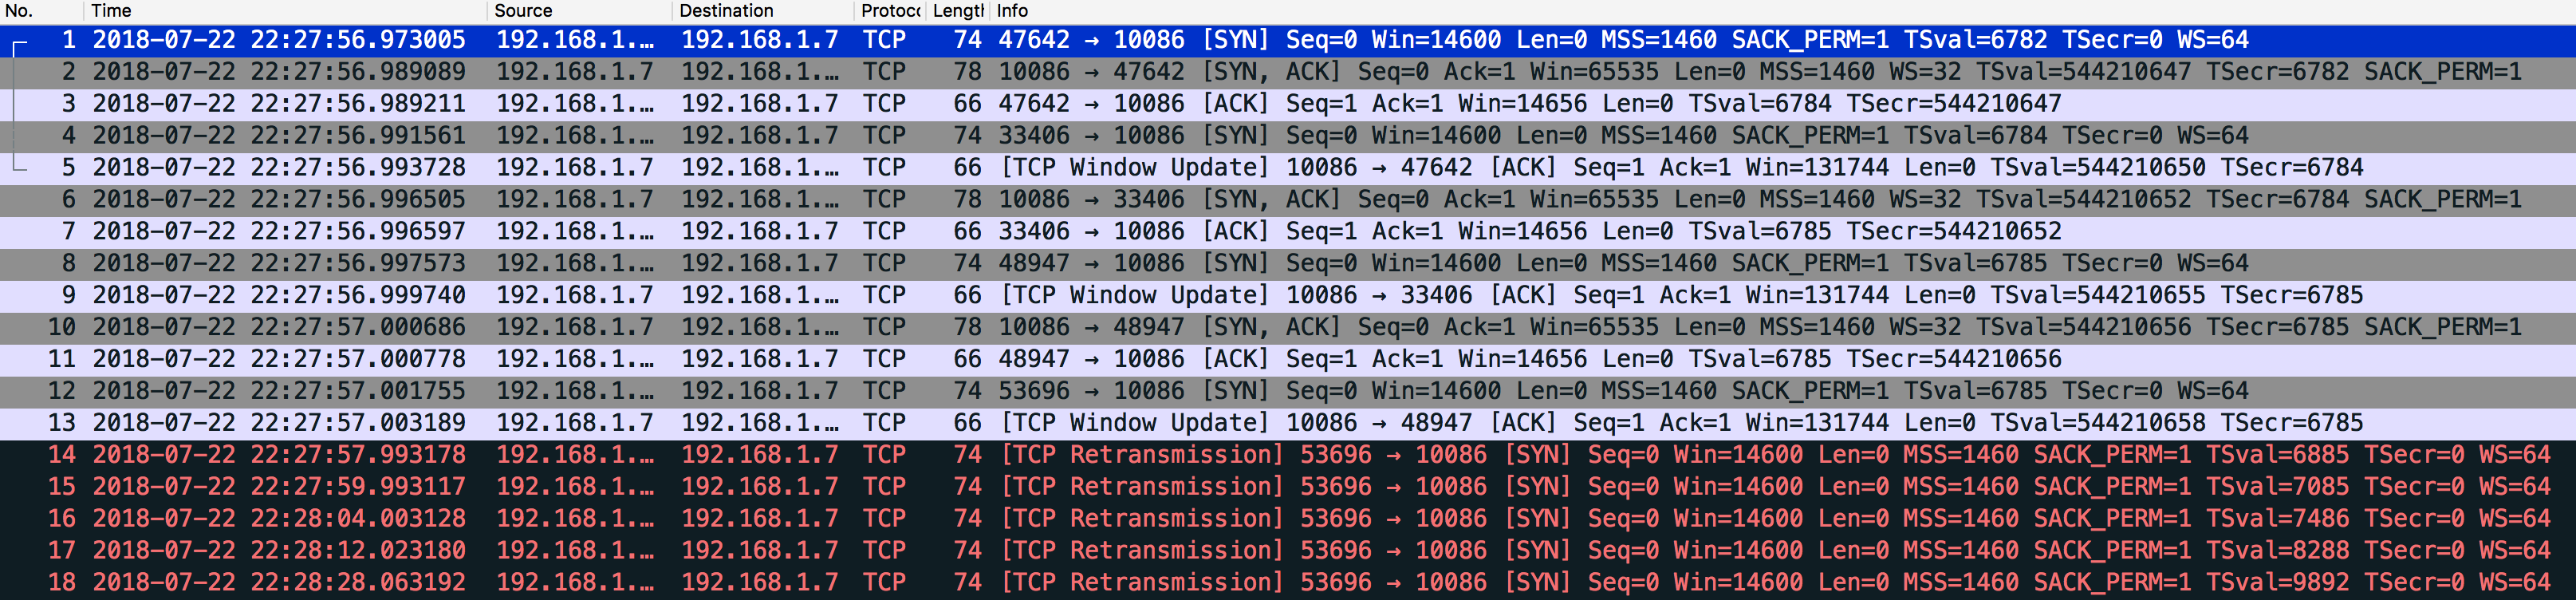 No. Time Source Destination Protocc Length Info
1 2018-07-22 22:27:56.973005 192.168.1.… 192.168.1.7 TCP 74 47642 → 10086 [SYN] Seq=0 Win=14600 Len=0 MSS=1460 SACK_PERM=1 TSval=6782 TSecr=0 WS=64
2 2018-07-22 22:27:56.989089 192.168.1.7 192.168.1.… TCP 78 10086 → 47642 [SYN, ACK] Seq=0 Ack=1 Win=65535 Len=0 MSS=1460 WS=32 TSval=544210647 TSecr=6782 SACK_PERM=1
3 2018-07-22 22:27:56.989211 192.168.1.… 192.168.1.7 TCP 66 47642 → 10086 [ACK] Seq=1 Ack=1 Win=14656 Len=0 TSval=6784 TSecr=544210647
4 2018-07-22 22:27:56.991561 192.168.1.… 192.168.1.7 TCP 74 33406 → 10086 [SYN] Seq=0 Win=14600 Len=0 MSS=1460 SACK_PERM=1 TSval=6784 TSecr=0 WS=64
5 2018-07-22 22:27:56.993728 192.168.1.7 192.168.1.… TCP 66 [TCP Window Update] 10086 → 47642 [ACK] Seq=1 Ack=1 Win=131744 Len=0 TSval=544210650 TSecr=6784
6 2018-07-22 22:27:56.996505 192.168.1.7 192.168.1.… TCP 78 10086 → 33406 [SYN, ACK] Seq=0 Ack=1 Win=65535 Len=0 MSS=1460 WS=32 TSval=544210652 TSecr=6784 SACK_PERM=1
7 2018-07-22 22:27:56.996597 192.168.1.… 192.168.1.7 TCP 66 33406 → 10086 [ACK] Seq=1 Ack=1 Win=14656 Len=0 TSval=6785 TSecr=544210652
8 2018-07-22 22:27:56.997573 192.168.1.… 192.168.1.7 TCP 74 48947 → 10086 [SYN] Seq=0 Win=14600 Len=0 MSS=1460 SACK_PERM=1 TSval=6785 TSecr=0 WS=64
9 2018-07-22 22:27:56.999740 192.168.1.7 192.168.1.… TCP 66 [TCP Window Update] 10086 → 33406 [ACK] Seq=1 Ack=1 Win=131744 Len=0 TSval=544210655 TSecr=6785
10 2018-07-22 22:27:57.000686 192.168.1.7 192.168.1.… TCP 78 10086 → 48947 [SYN, ACK] Seq=0 Ack=1 Win=65535 Len=0 MSS=1460 WS=32 TSval=544210656 TSecr=6785 SACK_PERM=1
11 2018-07-22 22:27:57.000778 192.168.1.… 192.168.1.7 TCP 66 48947 → 10086 [ACK] Seq=1 Ack=1 Win=14656 Len=0 TSval=6785 TSecr=544210656
12 2018-07-22 22:27:57.001755 192.168.1.… 192.168.1.7 TCP 74 53696 → 10086 [SYN] Seq=0 Win=14600 Len=0 MSS=1460 SACK_PERM=1 TSval=6785 TSecr=0 WS=64
13 2018-07-22 22:27:57.003189 192.168.1.7 192.168.1.… TCP 66 [TCP Window Update] 10086 → 48947 [ACK] Seq=1 Ack=1 Win=131744 Len=0 TSval=544210658 TSecr=6785
14 2018-07-22 22:27:57.993178 192.168.1.… 192.168.1.7 TCP 74 [TCP Retransmission] 53696 → 10086 [SYN] Seq=0 Win=14600 Len=0 MSS=1460 SACK_PERM=1 TSval=6885 TSecr=0 WS=64
15 2018-07-22 22:27:59.993117 192.168.1.… 192.168.1.7 TCP 74 [TCP Retransmission] 53696 → 10086 [SYN] Seq=0 Win=14600 Len=0 MSS=1460 SACK_PERM=1 TSval=7085 TSecr=0 WS=64
16 2018-07-22 22:28:04.003128 192.168.1.… 192.168.1.7 TCP 74 [TCP Retransmission] 53696 → 10086 [SYN] Seq=0 Win=14600 Len=0 MSS=1460 SACK_PERM=1 TSval=7486 TSecr=0 WS=64
17 2018-07-22 22:28:12.023180 192.168.1.… 192.168.1.7 TCP 74 [TCP Retransmission] 53696 → 10086 [SYN] Seq=0 Win=14600 Len=0 MSS=1460 SACK_PERM=1 TSval=8288 TSecr=0 WS=64
18 2018-07-22 22:28:28.063192 192.168.1.… 192.168.1.7 TCP 74 [TCP Retransmission] 53696 → 10086 [SYN] Seq=0 Win=14600 Len=0 MSS=1460 SACK_PERM=1 TSval=9892 TSecr=0 WS=64